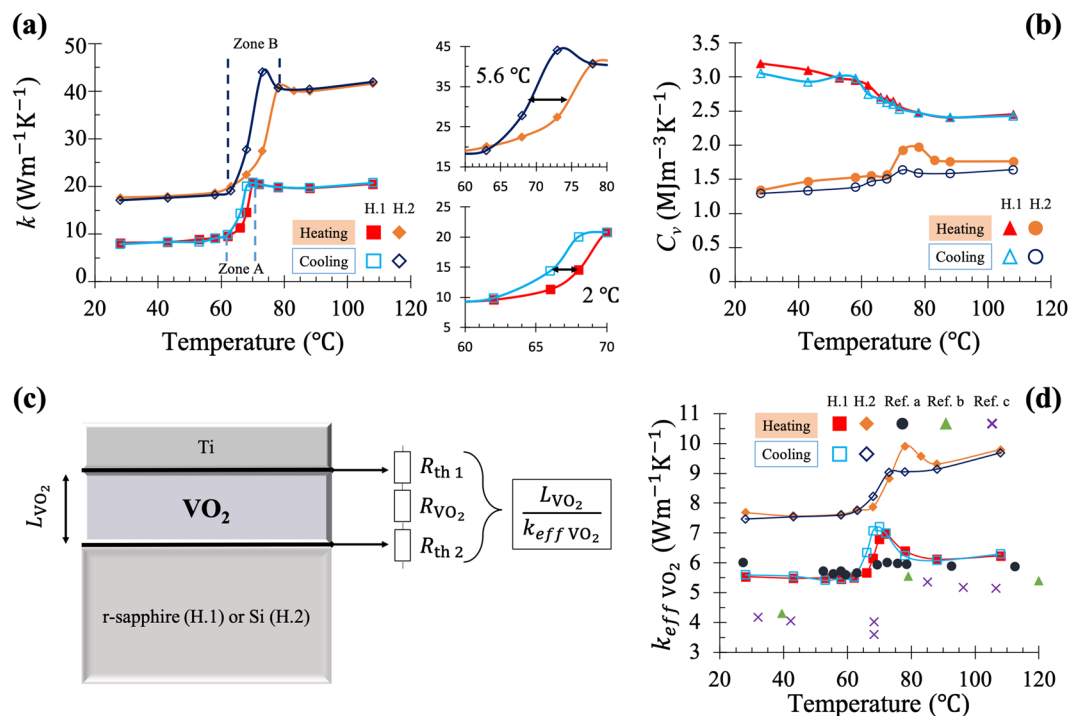 (a)
Zone B
Zone A
50
40
30
20
10
0
k (Wm⁻¹K⁻¹)
20 40 60 80 100 120
Temperature (℃)
H.1 H.2
Heating
Cooling
45
35
25
15
5.6 ℃
60 65 70 75 80
25
20
15
10
5
2 ℃
60 65 70
(b)
3.5
3.0
2.5
2.0
1.5
1.0
0.5
0
Cᵥ (MJm⁻³K⁻¹)
H.1 H.2
Heating
Cooling
20 40 60 80 100 120
Temperature (℃)
(c)
Ti
VO₂
L_VO₂
r-sapphire (H.1) or Si (H.2)
R_th 1
R_VO₂
R_th 2
L_VO₂
k_eff VO₂
(d)
H.1 H.2 Ref. a Ref. b Ref. c
Heating
Cooling
11
10
9
8
7
6
5
4
3
k_eff VO₂ (Wm⁻¹K⁻¹)
20 40 60 80 100 120
Temperature (℃)